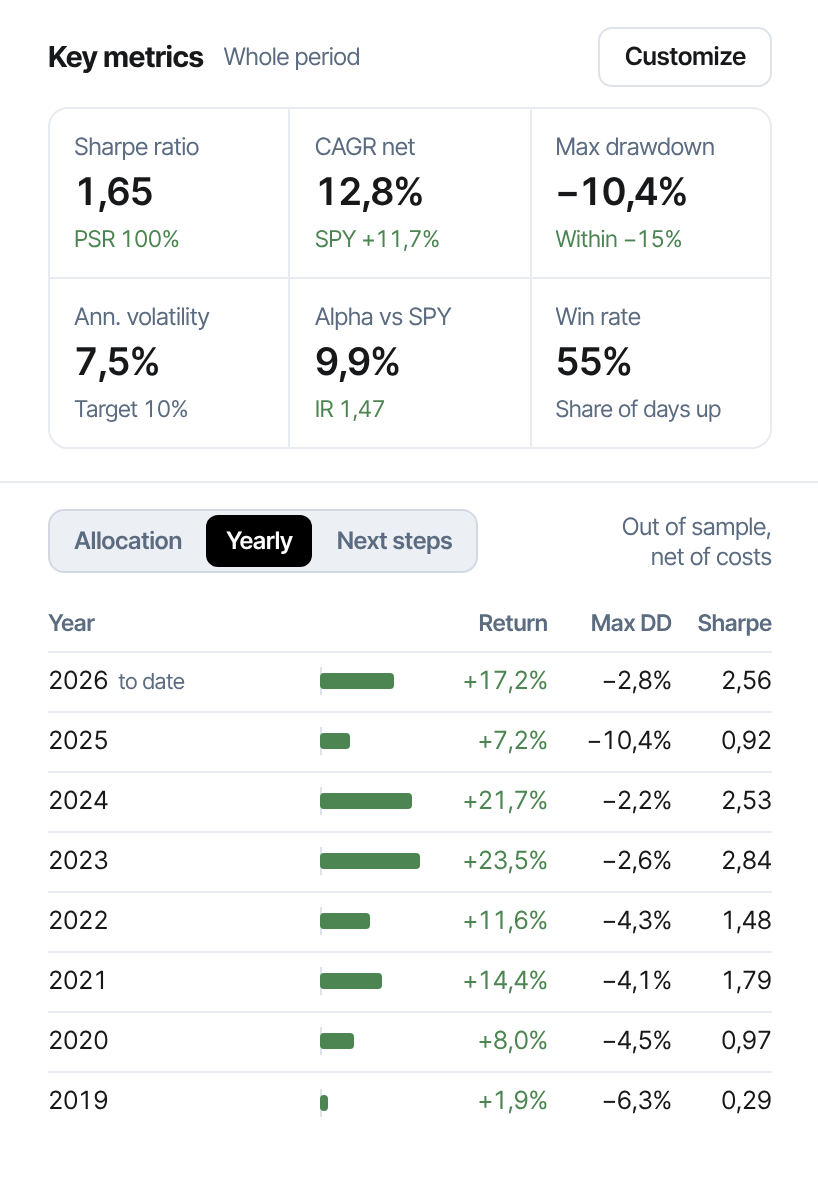 Key metrics Whole period Customize
Sharpe ratio CAGR net Max drawdown
1,65 12,8% −10,4%
PSR 100% SPY +11,7% Within −15%
Ann. volatility Alpha vs SPY Win rate
7,5% 9,9% 55%
Target 10% IR 1,47 Share of days up
Allocation Yearly Next steps
Out of sample,
net of costs
Year Return Max DD Sharpe
2026 to date +17,2% −2,8% 2,56
2025 +7,2% −10,4% 0,92
2024 +21,7% −2,2% 2,53
2023 +23,5% −2,6% 2,84
2022 +11,6% −4,3% 1,48
2021 +14,4% −4,1% 1,79
2020 +8,0% −4,5% 0,97
2019 +1,9% −6,3% 0,29